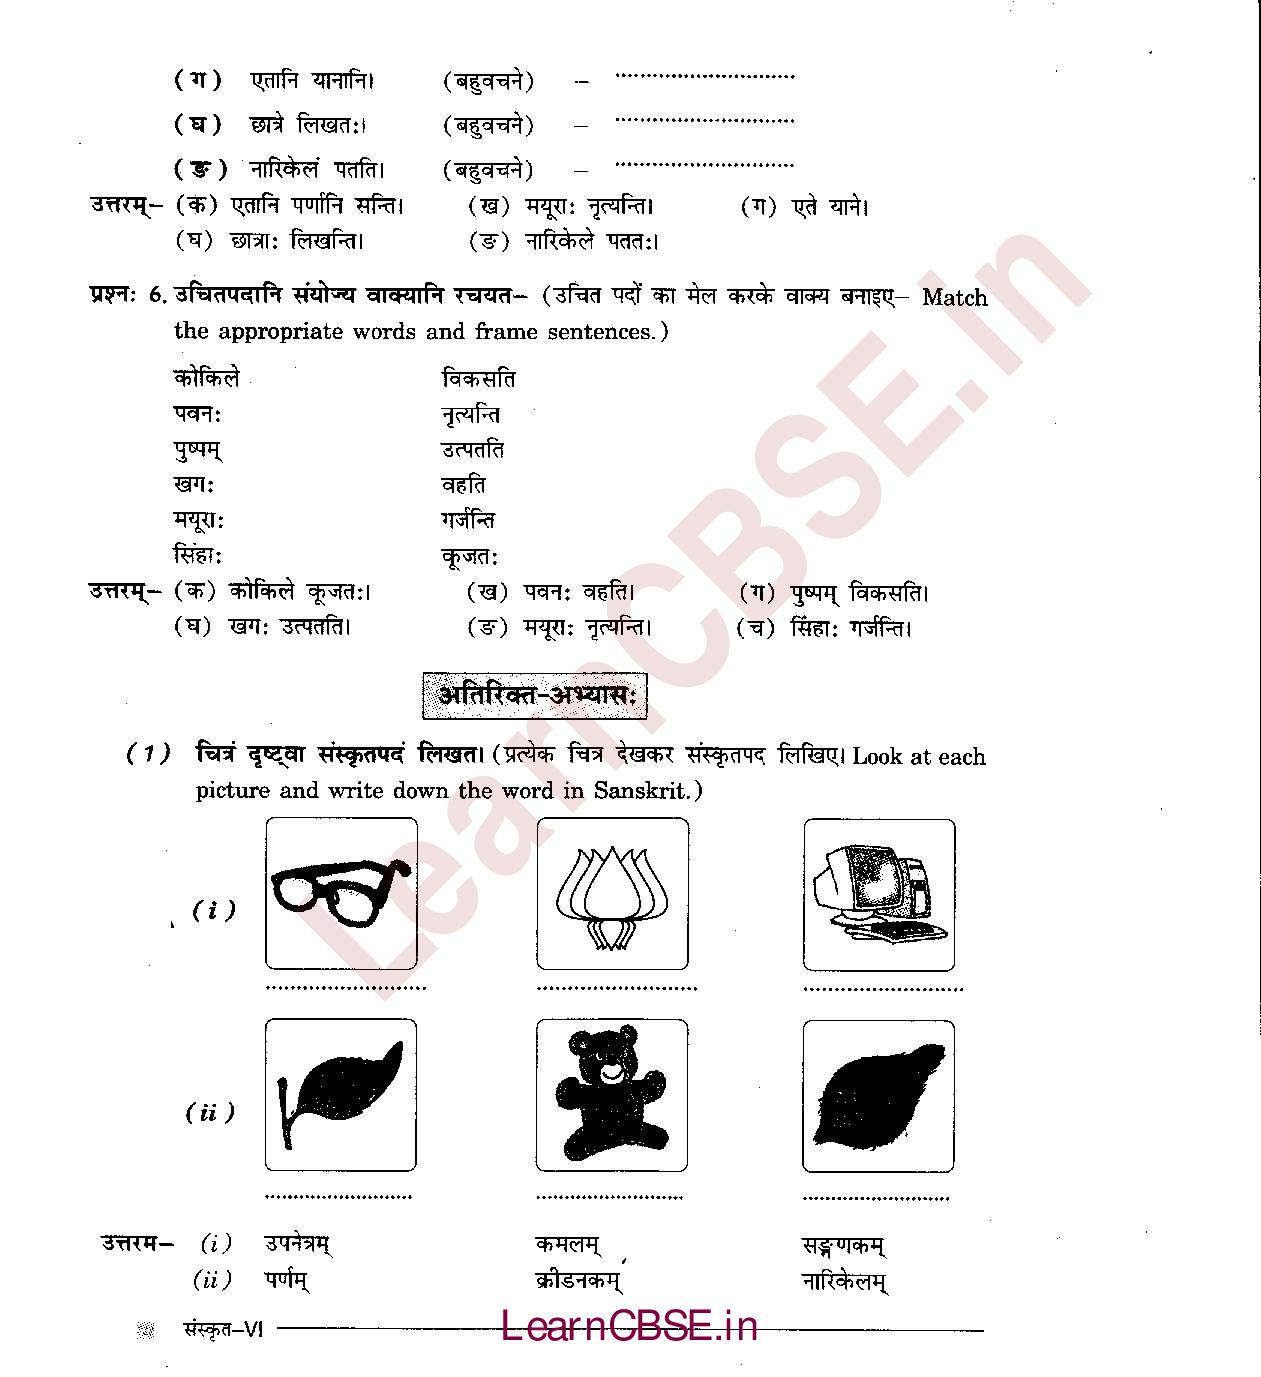 (ग) एतानि यानानि। (बहुवचने) – ............................
(घ) छात्रे लिखतः। (बहुवचने) – ............................
(ङ) नारिकेलं पतति। (बहुवचने) – ............................
उत्तरम्– (क) एतानि पर्णानि सन्ति। (ख) मयूराः नृत्यन्ति। (ग) एते याने।
(घ) छात्राः लिखन्ति। (ङ) नारिकेले पततः।
प्रश्नः 6. उचितपदानि संयोज्य वाक्यानि रचयत– (उचित पदों का मेल करके वाक्य बनाइए– Match
the appropriate words and frame sentences.)
कोकिले विकसति
पवनः नृत्यन्ति
पुष्पम् उत्पतति
खगः वहति
मयूराः गर्जन्ति
सिंहाः कूजतः
उत्तरम्– (क) कोकिले कूजतः। (ख) पवनः वहति। (ग) पुष्पम् विकसति।
(घ) खगः उत्पतति। (ङ) मयूराः नृत्यन्ति। (च) सिंहाः गर्जन्ति।
अतिरिक्त-अभ्यासः
(1) चित्रं दृष्ट्वा संस्कृतपदं लिखत। (प्रत्येक चित्र देखकर संस्कृतपद लिखिए। Look at each
picture and write down the word in Sanskrit.)
(i)
.......................... .......................... ..........................
(ii)
........................ ........................ ........................
उत्तरम– (i) उपनेत्रम् कमलम् सङ्गणकम्
(ii) पर्णम् क्रीडनकम् नारिकेलम्
संस्कृत–VI
LearnCBSE.in
LearnCBSE.in